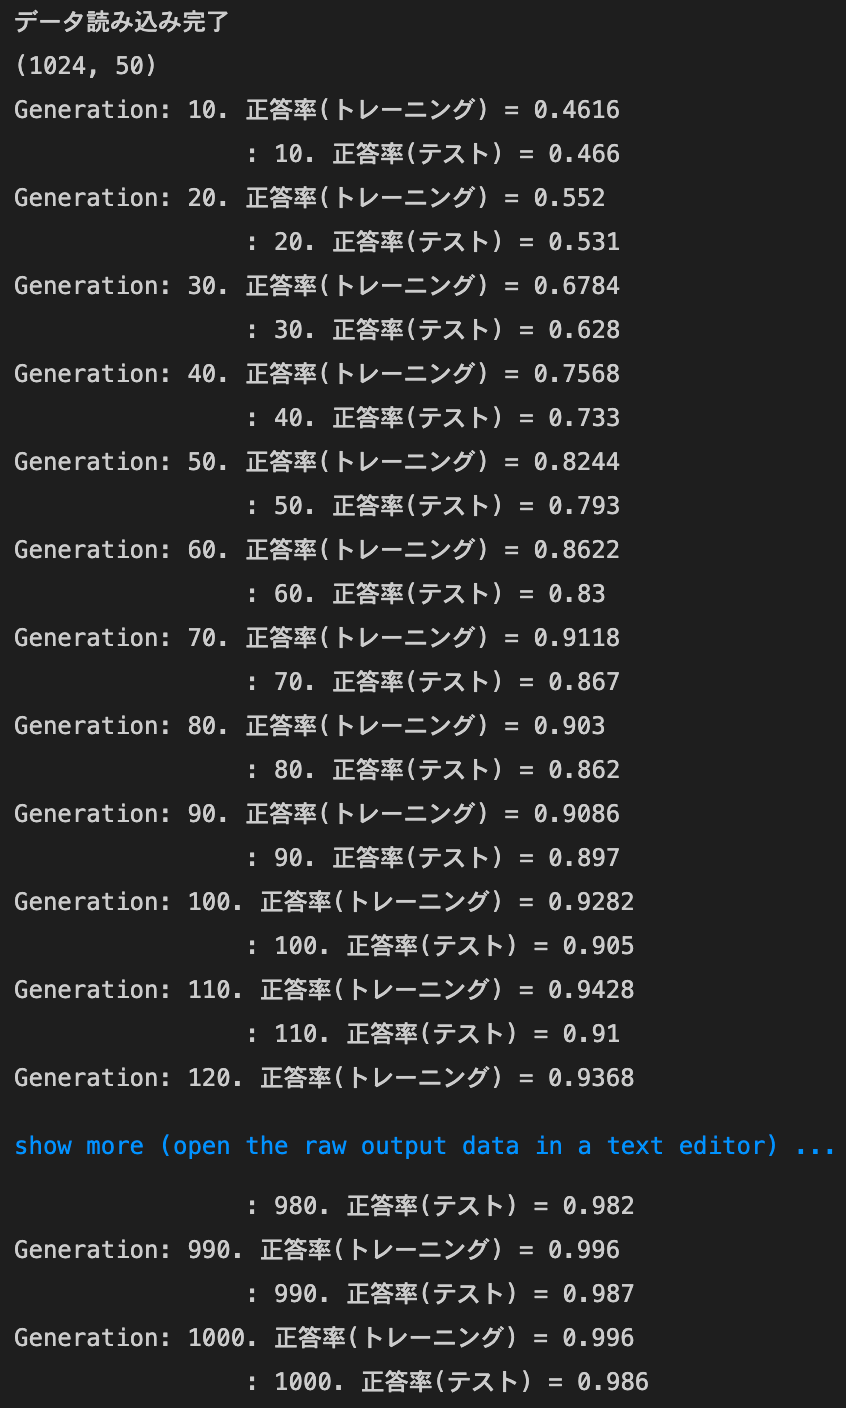 データ読み込み完了
(1024, 50)
Generation: 10. 正答率(トレーニング) = 0.4616
: 10. 正答率(テスト) = 0.466
Generation: 20. 正答率(トレーニング) = 0.552
: 20. 正答率(テスト) = 0.531
Generation: 30. 正答率(トレーニング) = 0.6784
: 30. 正答率(テスト) = 0.628
Generation: 40. 正答率(トレーニング) = 0.7568
: 40. 正答率(テスト) = 0.733
Generation: 50. 正答率(トレーニング) = 0.8244
: 50. 正答率(テスト) = 0.793
Generation: 60. 正答率(トレーニング) = 0.8622
: 60. 正答率(テスト) = 0.83
Generation: 70. 正答率(トレーニング) = 0.9118
: 70. 正答率(テスト) = 0.867
Generation: 80. 正答率(トレーニング) = 0.903
: 80. 正答率(テスト) = 0.862
Generation: 90. 正答率(トレーニング) = 0.9086
: 90. 正答率(テスト) = 0.897
Generation: 100. 正答率(トレーニング) = 0.9282
: 100. 正答率(テスト) = 0.905
Generation: 110. 正答率(トレーニング) = 0.9428
: 110. 正答率(テスト) = 0.91
Generation: 120. 正答率(トレーニング) = 0.9368
show more (open the raw output data in a text editor) ...
: 980. 正答率(テスト) = 0.982
Generation: 990. 正答率(トレーニング) = 0.996
: 990. 正答率(テスト) = 0.987
Generation: 1000. 正答率(トレーニング) = 0.996
: 1000. 正答率(テスト) = 0.986